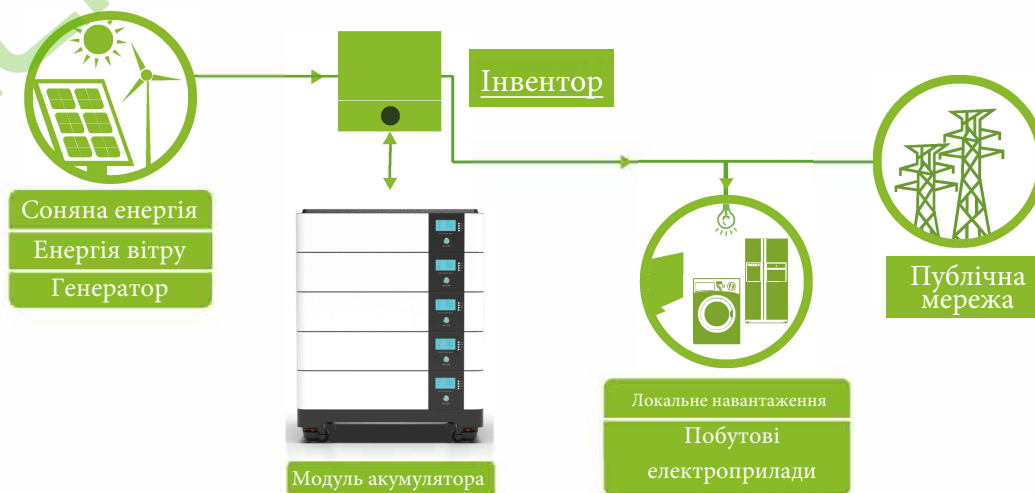 Інвентор
Соняна енергія
Енергія вітру
Генератор
Публічна
мережа
Локальне навантаження
Побутові
електроприлади
Модуль акумулятора